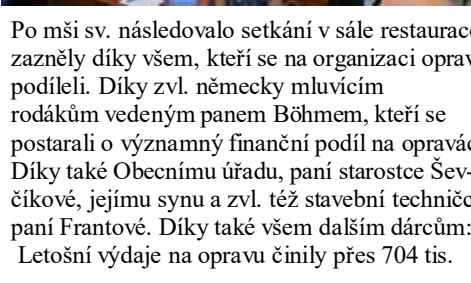 Po mši sv. následovalo setkání v sále restaurac
zazněly díky všem, kteří se na organizaci oprav
podíleli. Díky zvl. německy mluvícím
rodákům vedeným panem Böhmem, kteří se
postarali o významný finanční podíl na opravác
Díky také Obecnímu úřadu, paní starostce Šev-
číkové, jejímu synu a zvl. též stavební techničc
paní Frantové. Díky také všem dalším dárcům:
Letošní výdaje na opravu činily přes 704 tis.